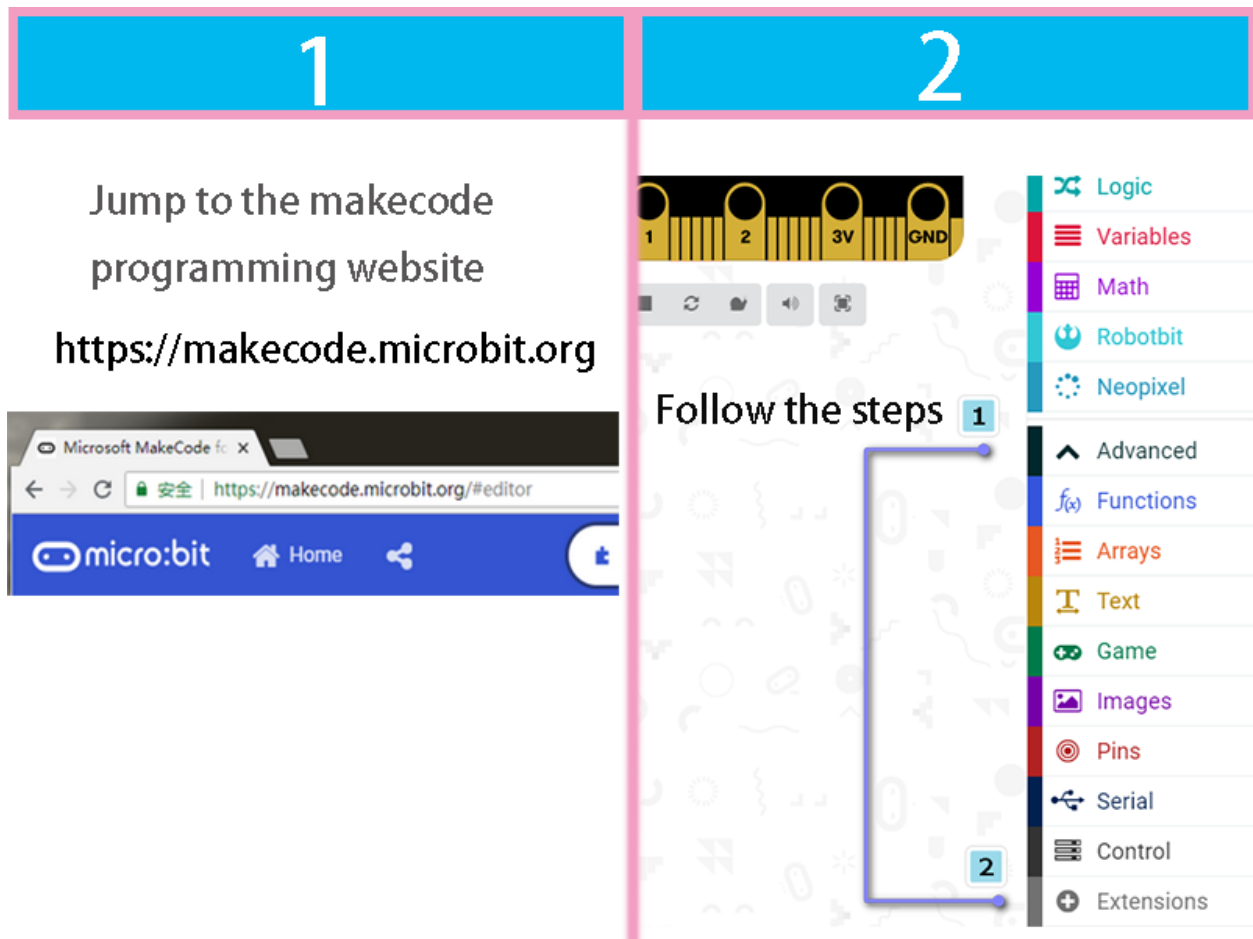 1
Jump to the makecode
programming website
https://makecode.microbit.org
Microsoft MakeCode fo
安全 | https://makecode.microbit.org/#editor
micro:bit Home
2
1 2 3V GND
Follow the steps 1
2
Logic
Variables
Math
Robotbit
Neopixel
Advanced
f(x) Functions
Arrays
Text
Game
Images
Pins
Serial
Control
Extensions